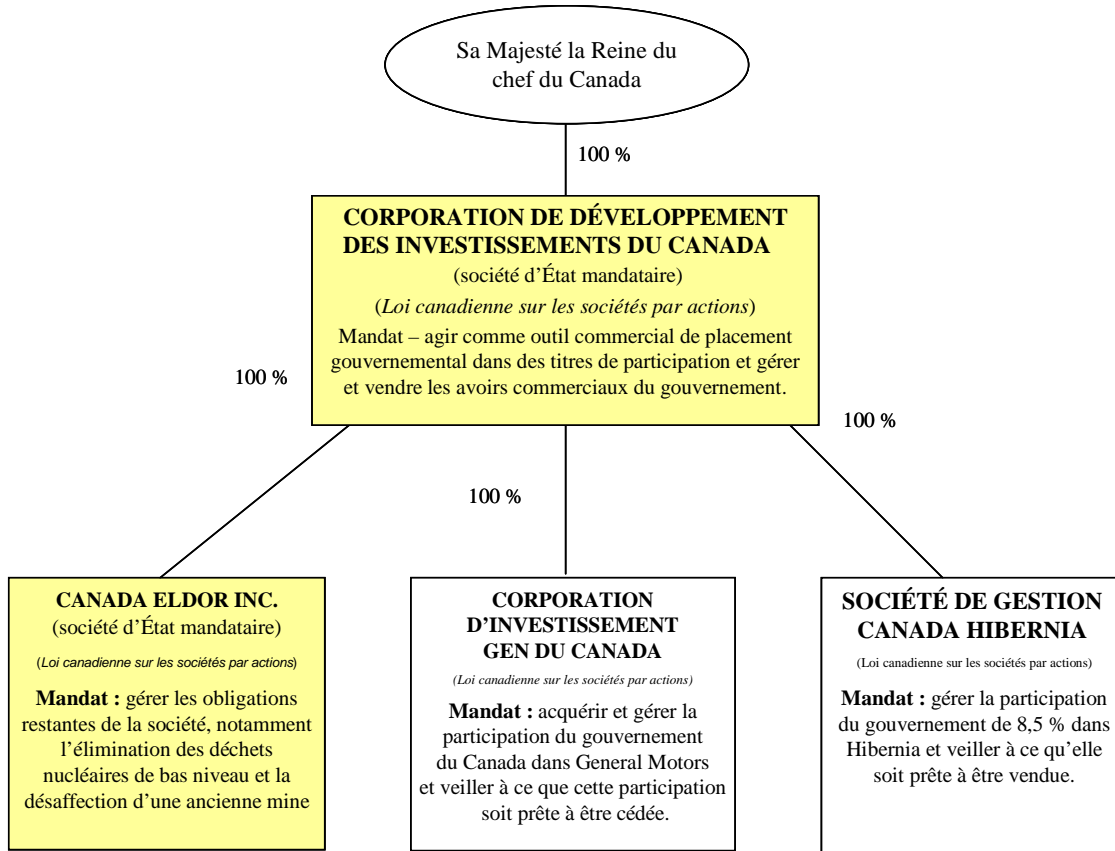 Sa Majesté la Reine du
chef du Canada
100 %
CORPORATION DE DÉVELOPPEMENT
DES INVESTISSEMENTS DU CANADA
(société d’État mandataire)
(Loi canadienne sur les sociétés par actions)
Mandat – agir comme outil commercial de placement
gouvernemental dans des titres de participation et gérer
et vendre les avoirs commerciaux du gouvernement.
100 %
100 %
100 %
CANADA ELDOR INC.
(société d’État mandataire)
(Loi canadienne sur les sociétés par actions)
Mandat : gérer les obligations
restantes de la société, notamment
l’élimination des déchets
nucléaires de bas niveau et la
désaffection d’une ancienne mine
CORPORATION
D’INVESTISSEMENT
GEN DU CANADA
(Loi canadienne sur les sociétés par actions)
Mandat : acquérir et gérer la
participation du gouvernement
du Canada dans General Motors
et veiller à ce que cette participation
soit prête à être cédée.
SOCIÉTÉ DE GESTION
CANADA HIBERNIA
(Loi canadienne sur les sociétés par actions)
Mandat : gérer la participation
du gouvernement de 8,5 % dans
Hibernia et veiller à ce qu’elle
soit prête à être vendue.